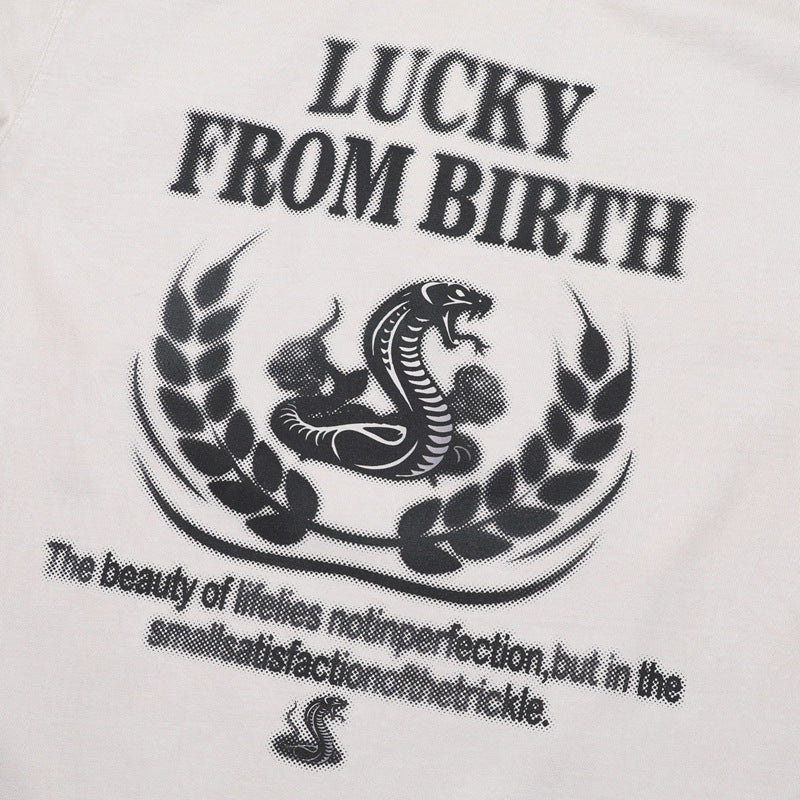 LUCKY
FROM BIRTH
The beauty of lifelies notinperfection,but in the
smallsatisfactionofthetrickle.